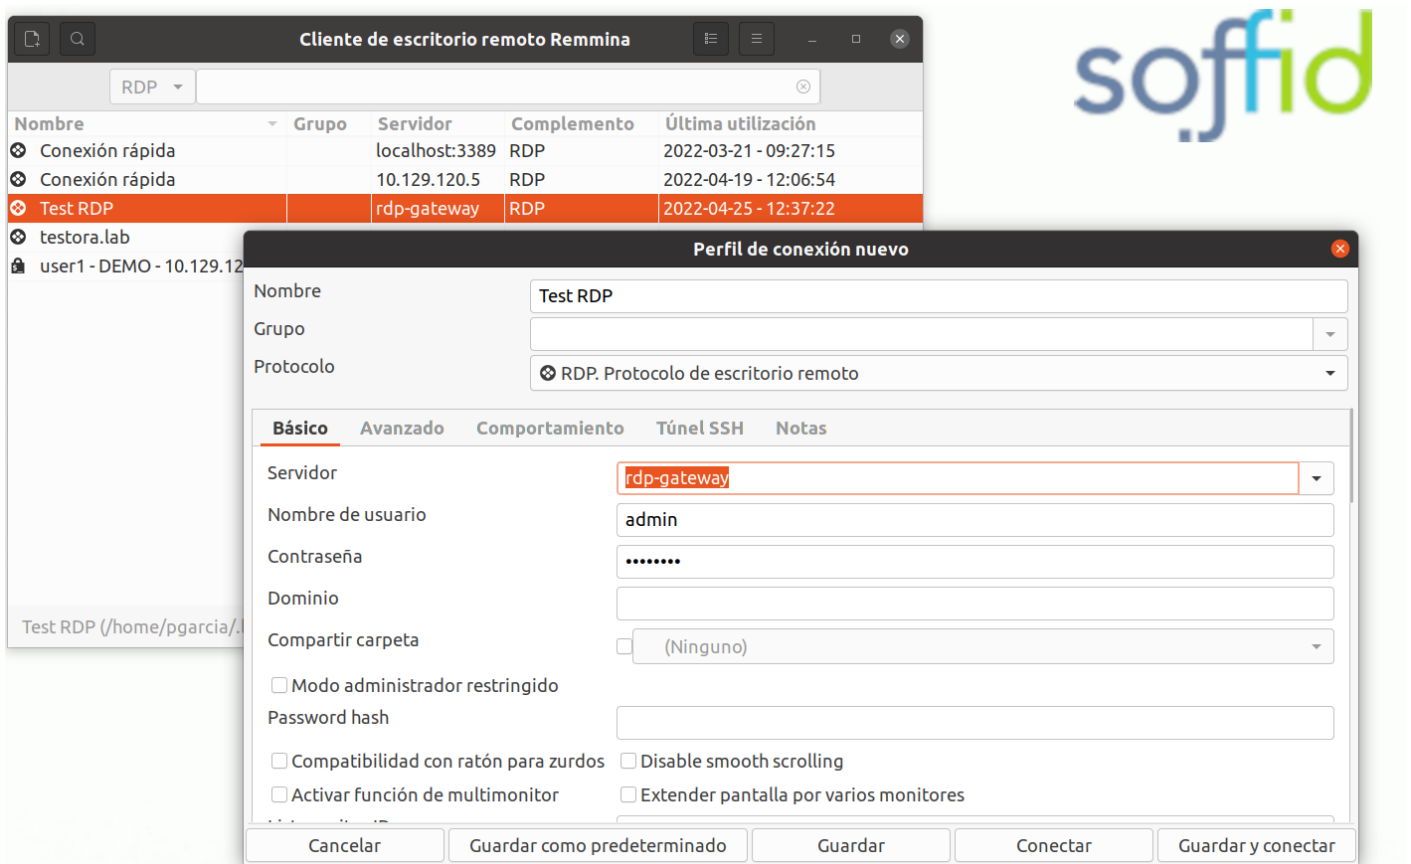 Cliente de escritorio remoto Remmina
soffid
RDP
Nombre Grupo Servidor Complemento Última utilización
Conexión rápida localhost:3389 RDP 2022-03-21 - 09:27:15
Conexión rápida 10.129.120.5 RDP 2022-04-19 - 12:06:54
Test RDP rdp-gateway RDP 2022-04-25 - 12:37:22
testora.lab
user1 - DEMO - 10.129.12
Test RDP (/home/pgarcia/.
Perfil de conexión nuevo
Nombre Test RDP
Grupo
Protocolo RDP. Protocolo de escritorio remoto
Básico Avanzado Comportamiento Túnel SSH Notas
Servidor rdp-gateway
Nombre de usuario admin
Contraseña ••••••••
Dominio
Compartir carpeta (Ninguno)
Modo administrador restringido
Password hash
Compatibilidad con ratón para zurdos Disable smooth scrolling
Activar función de multimonitor Extender pantalla por varios monitores
Cancelar Guardar como predeterminado Guardar Conectar Guardar y conectar